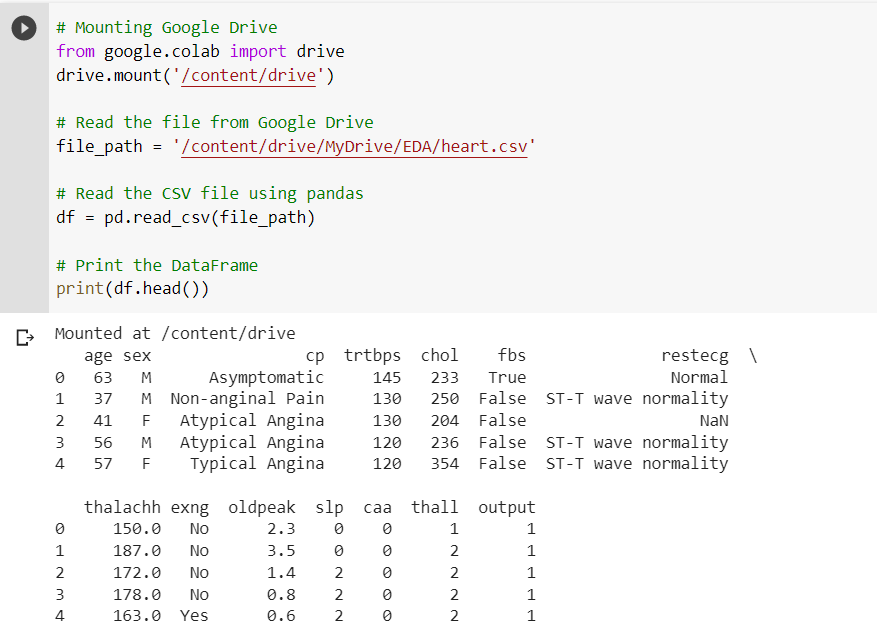 # Mounting Google Drive
from google.colab import drive
drive.mount('/content/drive')
# Read the file from Google Drive
file_path = '/content/drive/MyDrive/EDA/heart.csv'
# Read the CSV file using pandas
df = pd.read_csv(file_path)
# Print the DataFrame
print(df.head())
Mounted at /content/drive
   age sex                cp  trtbps  chol    fbs               restecg  \
0   63   M      Asymptomatic     145   233   True                Normal
1   37   M  Non-anginal Pain     130   250  False  ST-T wave normality
2   41   F   Atypical Angina     130   204  False                   NaN
3   56   M   Atypical Angina     120   236  False  ST-T wave normality
4   57   F    Typical Angina     120   354  False  ST-T wave normality
   thalachh exng  oldpeak  slp  caa  thall  output
0     150.0   No      2.3    0    0      1       1
1     187.0   No      3.5    0    0      2       1
2     172.0   No      1.4    2    0      2       1
3     178.0   No      0.8    2    0      2       1
4     163.0  Yes      0.6    2    0      2       1